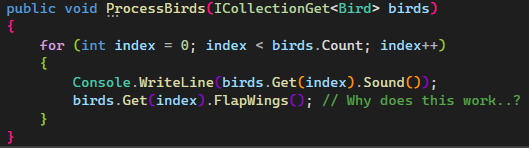 public void ProcessBirds(ICollectionGet<Bird> birds)
{
    for (int index = 0; index < birds.Count; index++)
    {
        Console.WriteLine(birds.Get(index).Sound());
        birds.Get(index).FlapWings(); // Why does this work..?
    }
}